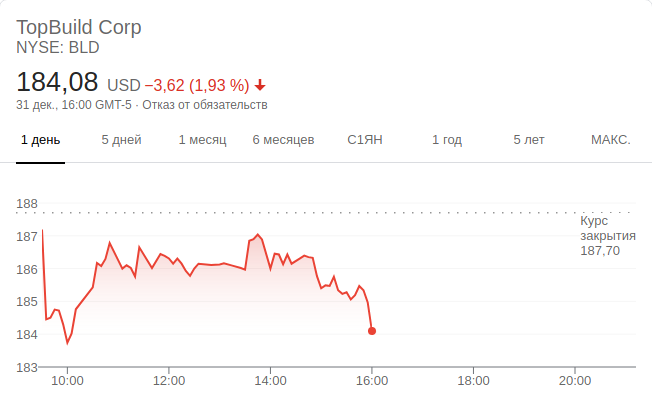 TopBuild Corp
NYSE: BLD
184,08 USD −3,62 (1,93 %)
31 дек., 16:00 GMT-5 · Отказ от обязательств
1 день 5 дней 1 месяц 6 месяцев С1ЯН 1 год 5 лет МАКС.
188
Курс
закрытия
187,70
187
186
185
184
183
10:00 12:00 14:00 16:00 18:00 20:00